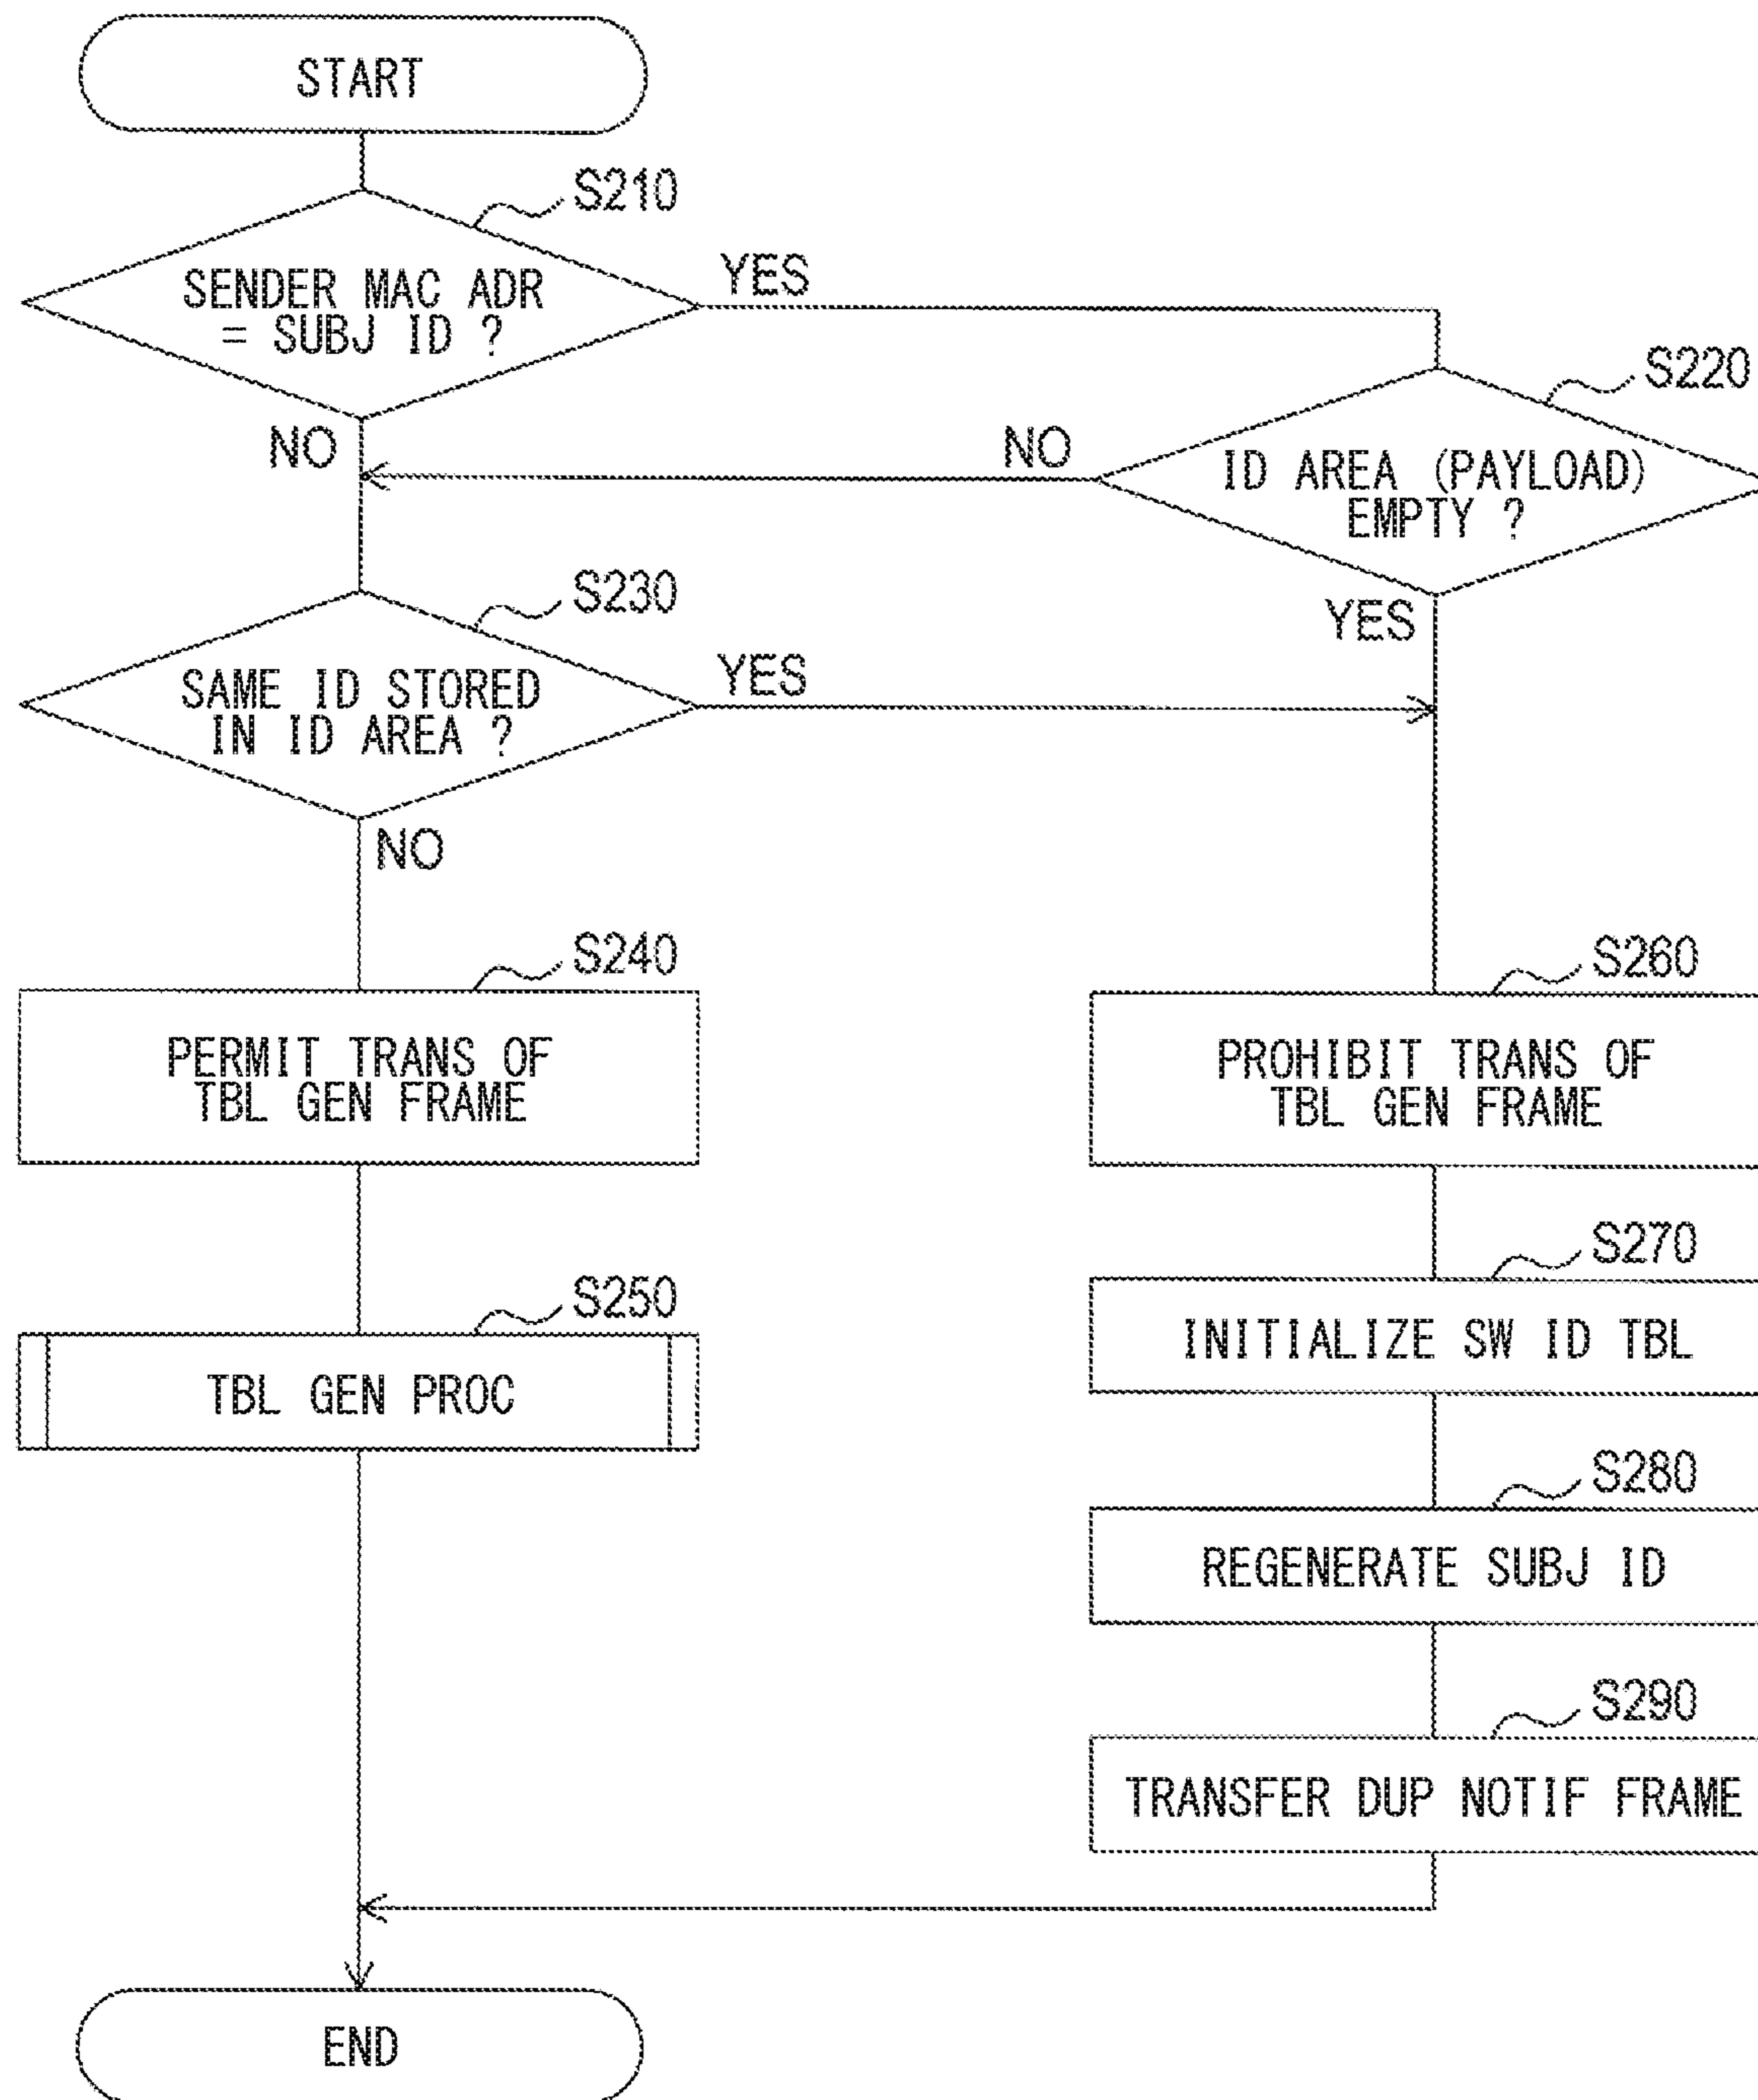 START
S210
SENDER MAC ADR
= SUBJ ID ?
YES
NO
S220
ID AREA (PAYLOAD)
EMPTY ?
NO
YES
S230
SAME ID STORED
IN ID AREA ?
YES
NO
S240
PERMIT TRANS OF
TBL GEN FRAME
S250
TBL GEN PROC
S260
PROHIBIT TRANS OF
TBL GEN FRAME
S270
INITIALIZE SW ID TBL
S280
REGENERATE SUBJ ID
S290
TRANSFER DUP NOTIF FRAME
END